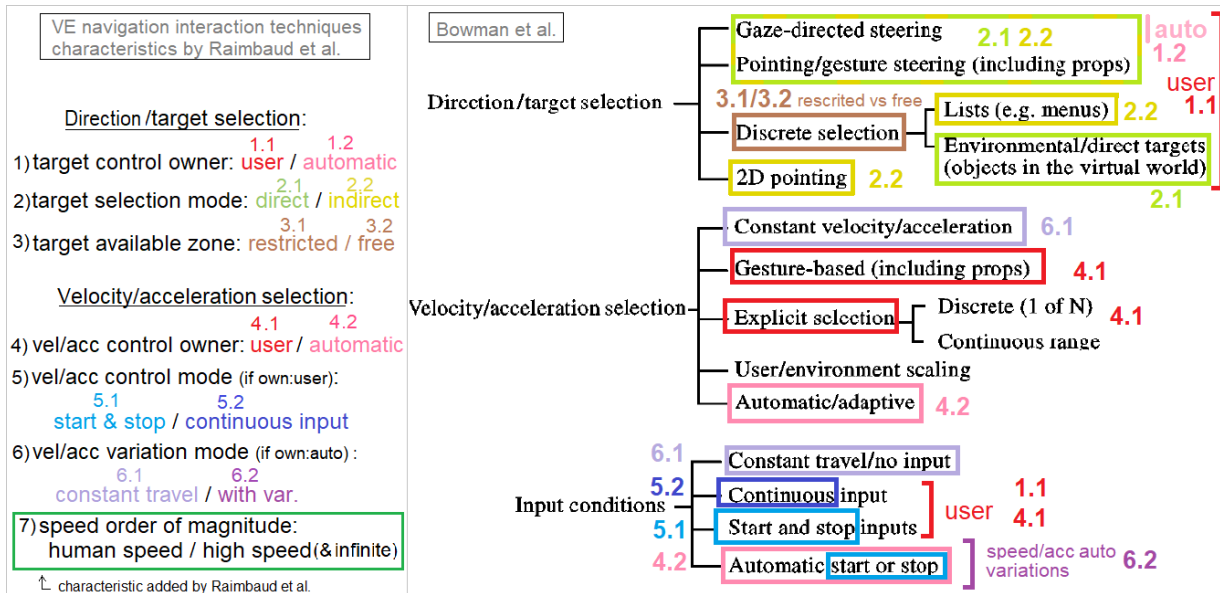 VE navigation interaction techniques
characteristics by Raimbaud et al.
Direction/target selection:
1.1 1.2
1) target control owner: user / automatic
2.1 2.2
2) target selection mode: direct / indirect
3.1 3.2
3) target available zone: restricted / free
Velocity/acceleration selection:
4.1 4.2
4) vel/acc control owner: user / automatic
5) vel/acc control mode (if own:user):
5.1 5.2
start & stop / continuous input
6) vel/acc variation mode (if own:auto) :
6.1 6.2
constant travel / with var.
7) speed order of magnitude:
human speed / high speed (& infinite)
characteristic added by Raimbaud et al.
Bowman et al.
Direction/target selection
Gaze-directed steering 2.1 2.2
Pointing/gesture steering (including props)
auto
1.2
user
1.1
3.1/3.2 rescrited vs free
Discrete selection
Lists (e.g. menus) 2.2
Environmental/direct targets
(objects in the virtual world)
2.1
2D pointing 2.2
Velocity/acceleration selection
Constant velocity/acceleration 6.1
Gesture-based (including props) 4.1
Explicit selection
Discrete (1 of N) 4.1
Continuous range
User/environment scaling
Automatic/adaptive 4.2
Input conditions
6.1 Constant travel/no input
5.2 Continuous input
5.1 Start and stop inputs
user
1.1
4.1
4.2 Automatic start or stop
speed/acc auto
variations
6.2